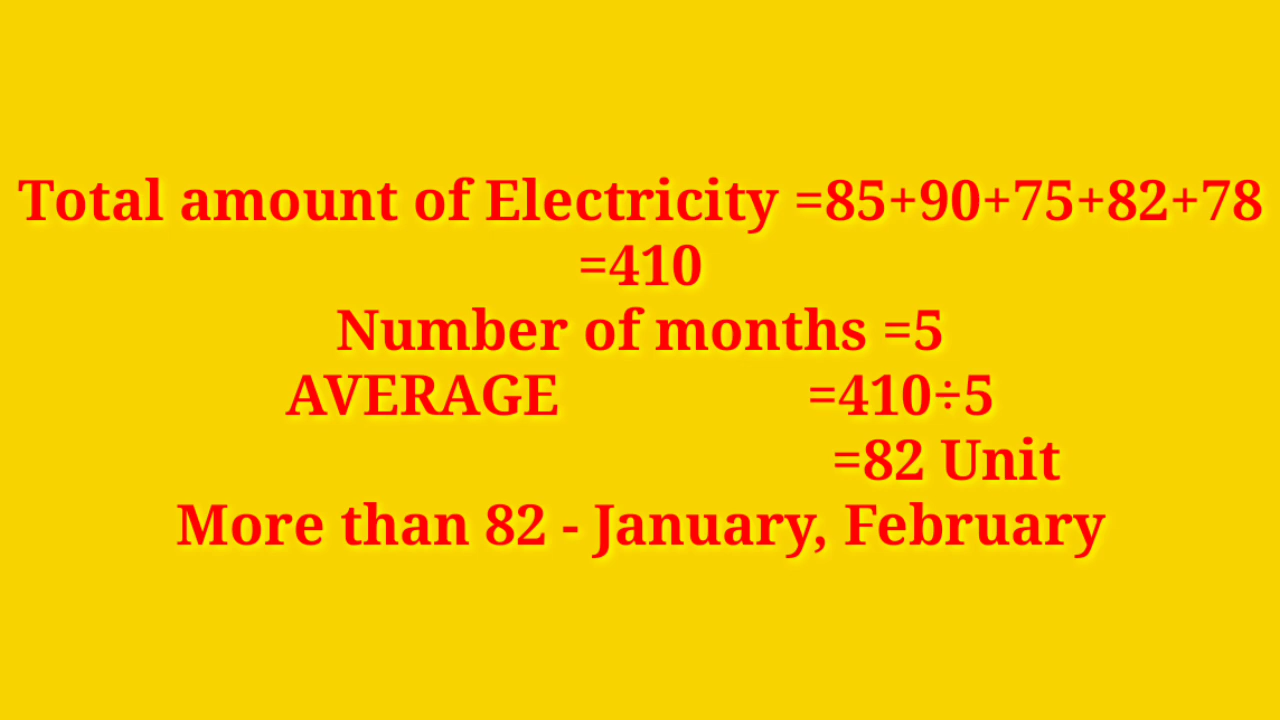 Total amount of Electricity =85+90+75+82+78
=410
Number of months =5
AVERAGE =410÷5
=82 Unit
More than 82 - January, February